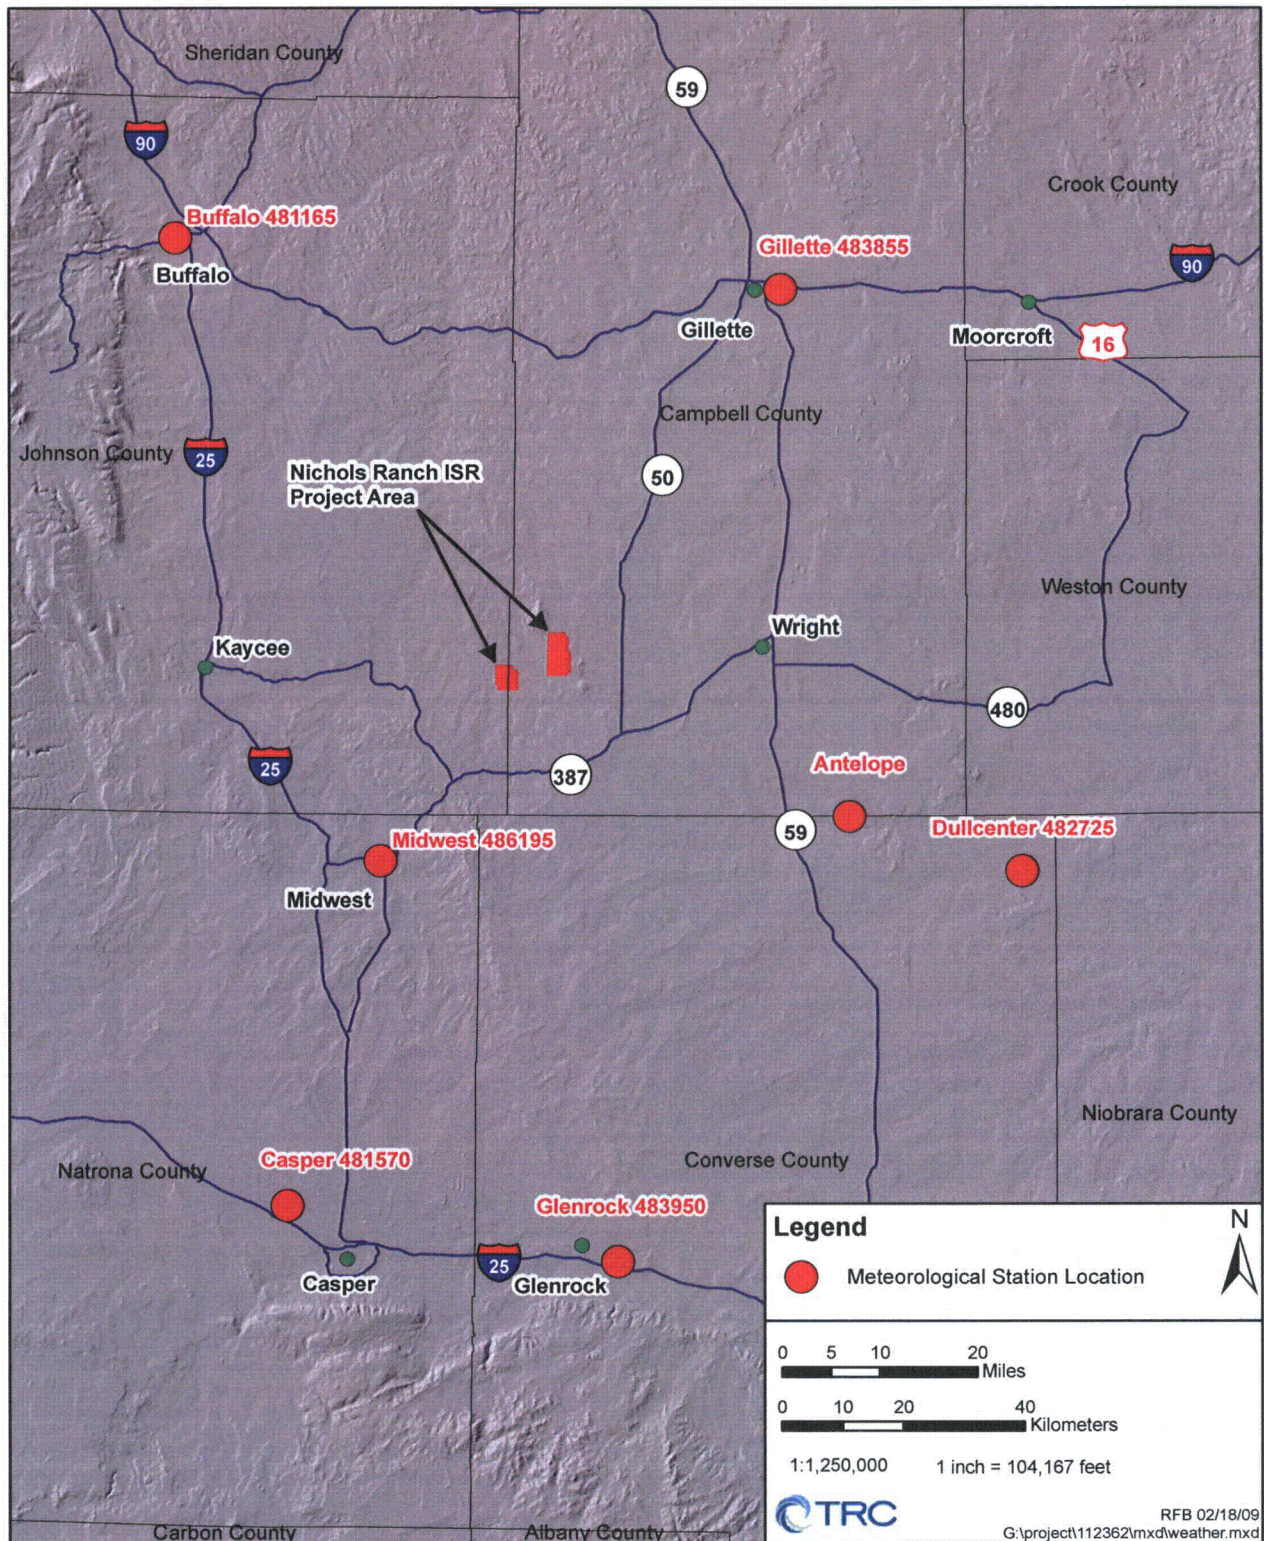 Sheridan County
59
90
Crook County
Buffalo 481165
Gillette 483855
90
Buffalo
Gillette
Moorcroft
16
Campbell County
Johnson County
25
Nichols Ranch ISR
Project Area
50
Weston County
Wright
Kaycee
480
25
387
Antelope
59
Dullcenter 482725
Midwest 486195
Midwest
Niobrara County
Natrona County
Casper 481570
Converse County
Glenrock 483950
25
Casper
Glenrock
Legend
N
Meteorological Station Location
0 5 10 20
Miles
0 10 20 40
Kilometers
1:1,250,000 1 inch = 104,167 feet
TRC
RFB 02/18/09
G:\project\112362\mxd\weather.mxd
Carbon County
Albany County